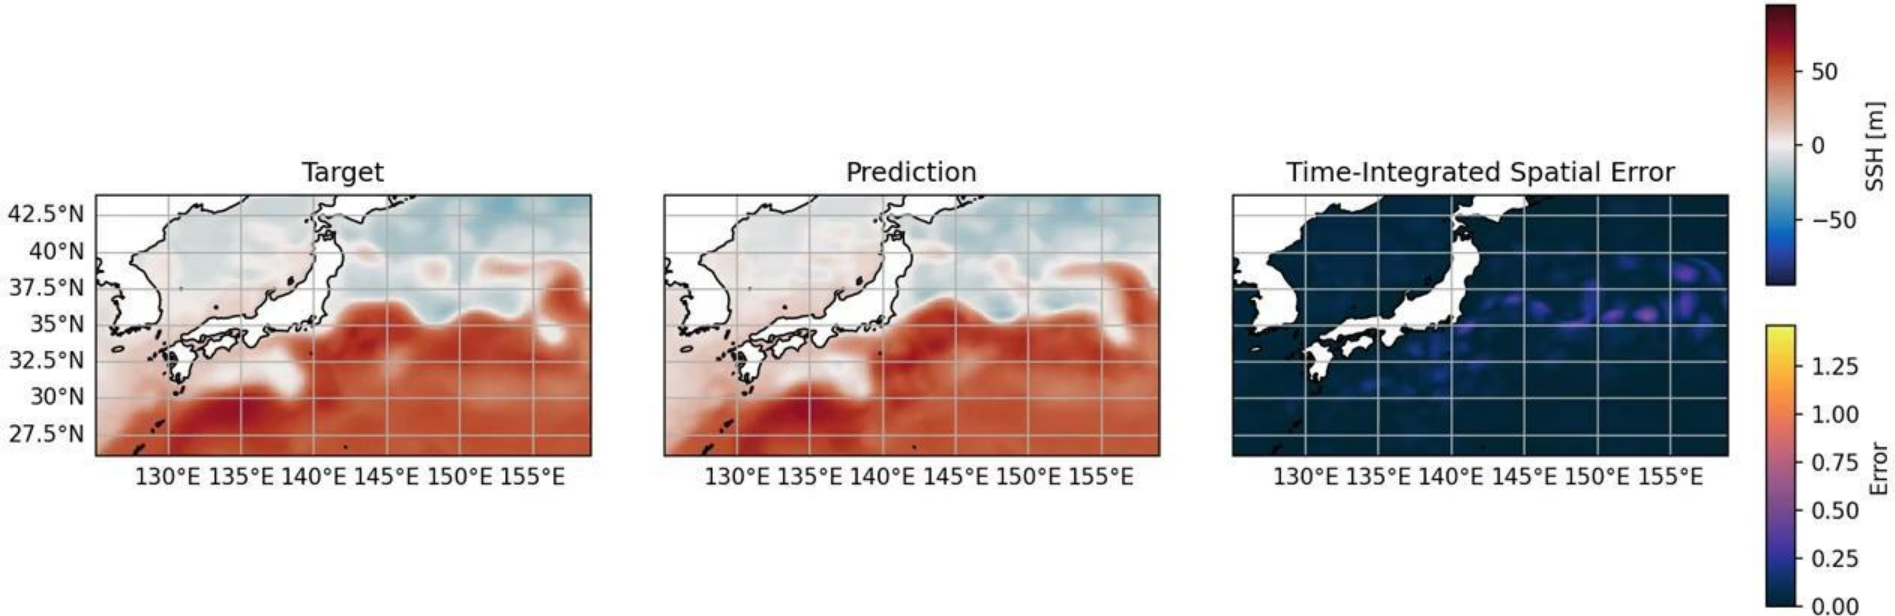 Target
Prediction
Time-Integrated Spatial Error
42.5°N
40°N
37.5°N
35°N
32.5°N
30°N
27.5°N
130°E 135°E 140°E 145°E 150°E 155°E
130°E 135°E 140°E 145°E 150°E 155°E
130°E 135°E 140°E 145°E 150°E 155°E
50
0
−50
SSH [m]
1.25
1.00
0.75
0.50
0.25
0.00
Error